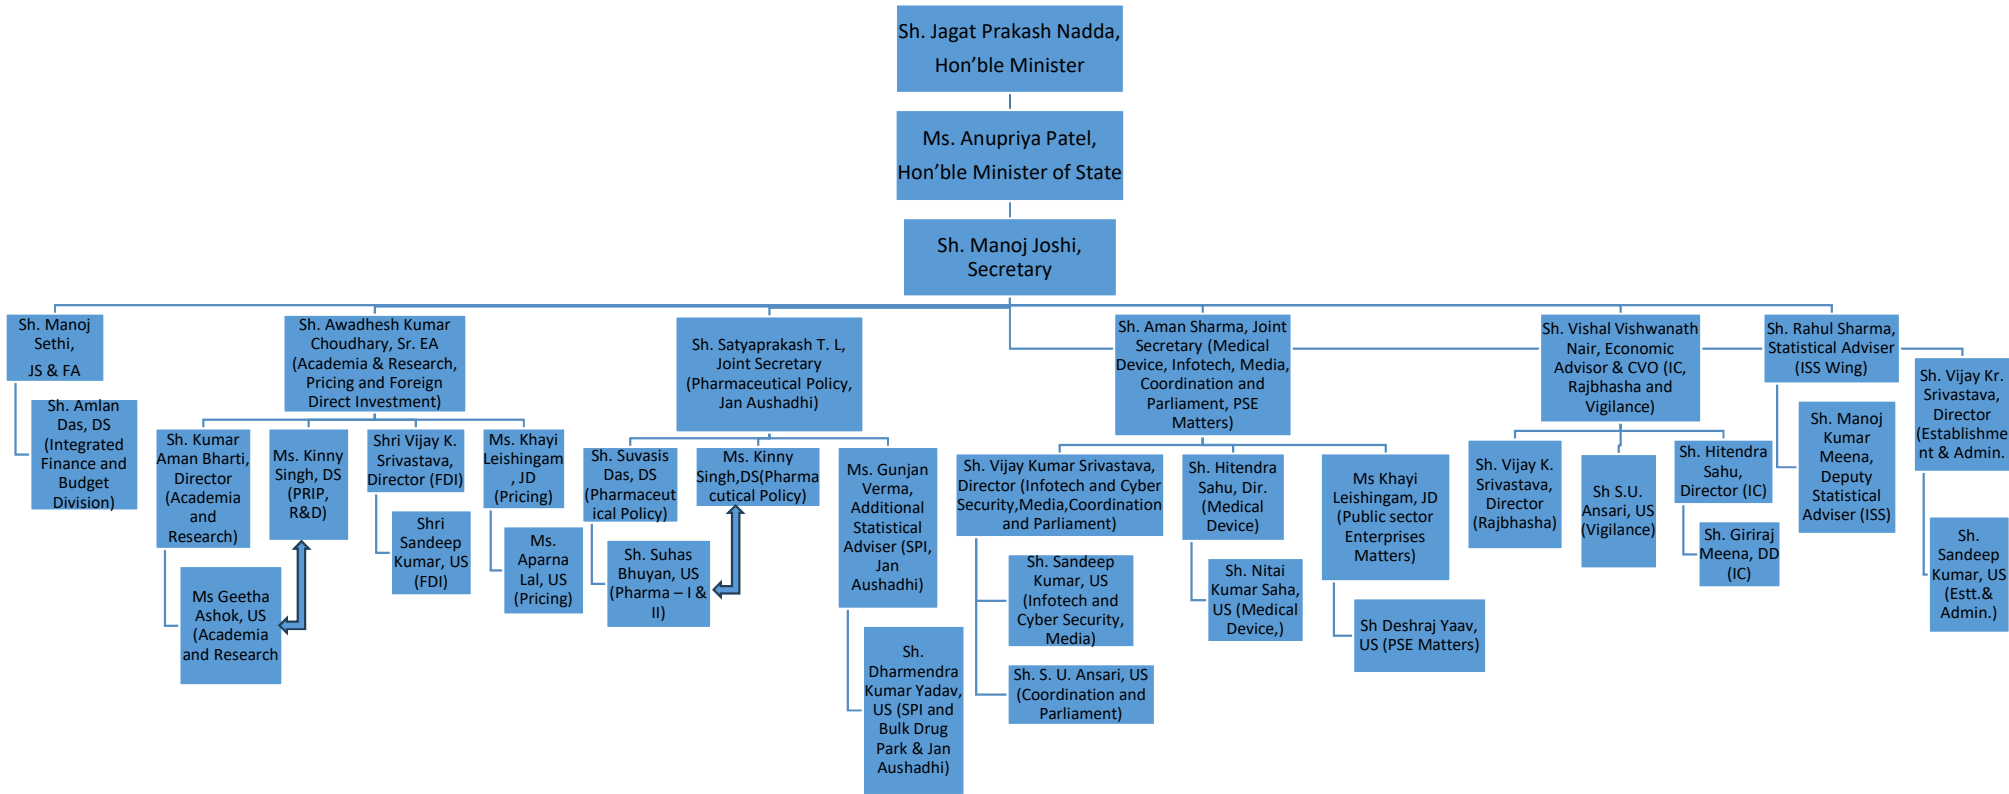 Sh. Jagat Prakash Nadda,
Hon’ble Minister
Ms. Anupriya Patel,
Hon’ble Minister of State
Sh. Manoj Joshi,
Secretary
Sh. Manoj
Sethi,
JS & FA
Sh. Amlan
Das, DS
(Integrated
Finance and
Budget
Division)
Sh. Awadhesh Kumar
Choudhary, Sr. EA
(Academia & Research,
Pricing and Foreign
Direct Investment)
Sh. Kumar
Aman Bharti,
Director
(Academia
and
Research)
Ms Geetha
Ashok, US
(Academia
and Research
Ms. Kinny
Singh, DS
(PRIP,
R&D)
Shri Vijay K.
Srivastava,
Director (FDI)
Shri
Sandeep
Kumar, US
(FDI)
Ms. Khayi
Leishingam
, JD
(Pricing)
Ms.
Aparna
Lal, US
(Pricing)
Sh. Satyaprakash T. L,
Joint Secretary
(Pharmaceutical Policy,
Jan Aushadhi)
Sh. Suvasis
Das, DS
(Pharmaceut
ical Policy)
Sh. Suhas
Bhuyan, US
(Pharma – I &
II)
Ms. Kinny
Singh,DS(Pharma
cutical Policy)
Ms. Gunjan
Verma,
Additional
Statistical
Adviser (SPI,
Jan
Aushadhi)
Sh.
Dharmendra
Kumar Yadav,
US (SPI and
Bulk Drug
Park & Jan
Aushadhi)
Sh. Aman Sharma, Joint
Secretary (Medical
Device, Infotech, Media,
Coordination and
Parliament, PSE
Matters)
Sh. Vijay Kumar Srivastava,
Director (Infotech and Cyber
Security,Media,Coordination
and Parliament)
Sh. Sandeep
Kumar, US
(Infotech and
Cyber Security,
Media)
Sh. S. U. Ansari, US
(Coordination and
Parliament)
Sh. Hitendra
Sahu, Dir.
(Medical
Device)
Sh. Nitai
Kumar Saha,
US (Medical
Device,)
Ms Khayi
Leishingam, JD
(Public sector
Enterprises
Matters)
Sh Deshraj Yaav,
US (PSE Matters)
Sh. Vishal Vishwanath
Nair, Economic
Advisor & CVO (IC,
Rajbhasha and
Vigilance)
Sh. Vijay K.
Srivastava,
Director
(Rajbhasha)
Sh S.U.
Ansari, US
(Vigilance)
Sh. Hitendra
Sahu,
Director (IC)
Sh. Giriraj
Meena, DD
(IC)
Sh. Rahul Sharma,
Statistical Adviser
(ISS Wing)
Sh. Manoj
Kumar
Meena,
Deputy
Statistical
Adviser (ISS)
Sh. Vijay Kr.
Srivastava,
Director
(Establishme
nt & Admin.
Sh.
Sandeep
Kumar, US
(Estt.&
Admin.)